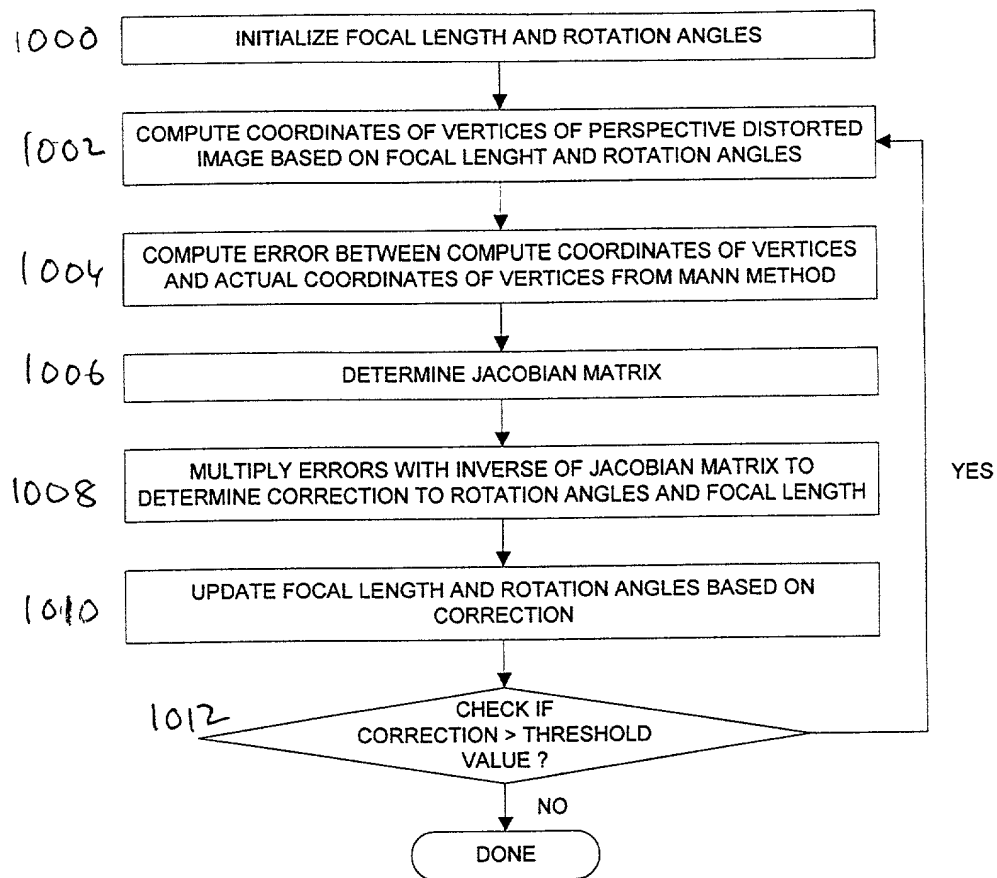 1000
INITIALIZE FOCAL LENGTH AND ROTATION ANGLES
1002
COMPUTE COORDINATES OF VERTICES OF PERSPECTIVE DISTORTED
IMAGE BASED ON FOCAL LENGHT AND ROTATION ANGLES
1004
COMPUTE ERROR BETWEEN COMPUTE COORDINATES OF VERTICES
AND ACTUAL COORDINATES OF VERTICES FROM MANN METHOD
1006
DETERMINE JACOBIAN MATRIX
1008
MULTIPLY ERRORS WITH INVERSE OF JACOBIAN MATRIX TO
DETERMINE CORRECTION TO ROTATION ANGLES AND FOCAL LENGTH
YES
1010
UPDATE FOCAL LENGTH AND ROTATION ANGLES BASED ON
CORRECTION
1012
CHECK IF
CORRECTION > THRESHOLD
VALUE ?
NO
DONE